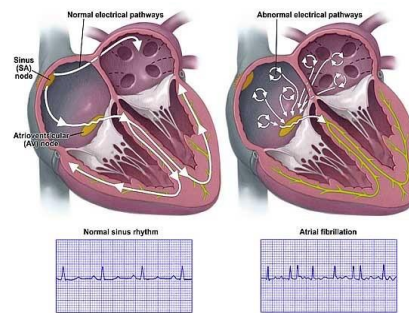 Normal electrical pathways
Abnormal electrical pathways
Sinus
(SA)
node
Atrioventricular
(AV) node
Normal sinus rhythm
Atrial fibrillation